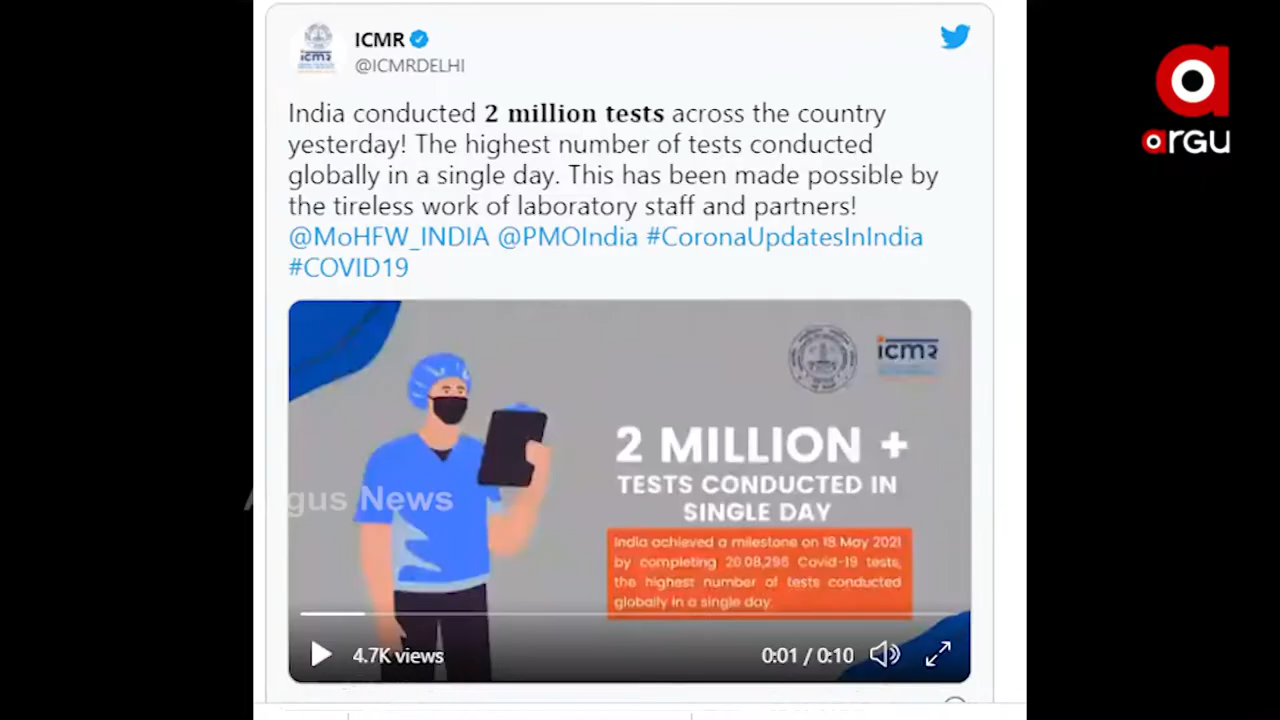 ICMR
@ICMRDELHI
India conducted 2 million tests across the country
yesterday! The highest number of tests conducted
globally in a single day. This has been made possible by
the tireless work of laboratory staff and partners!
@MoHFW_INDIA @PMOIndia #CoronaUpdatesInIndia
#COVID19
icmr
icmr
2 MILLION +
TESTS CONDUCTED IN
SINGLE DAY
India achieved a milestone on 18 May 2021
by completing 20,08,296 Covid-19 tests,
the highest number of tests conducted
globally in a single day.
4.7K views
0:01 / 0:10
Argus News
a
argu